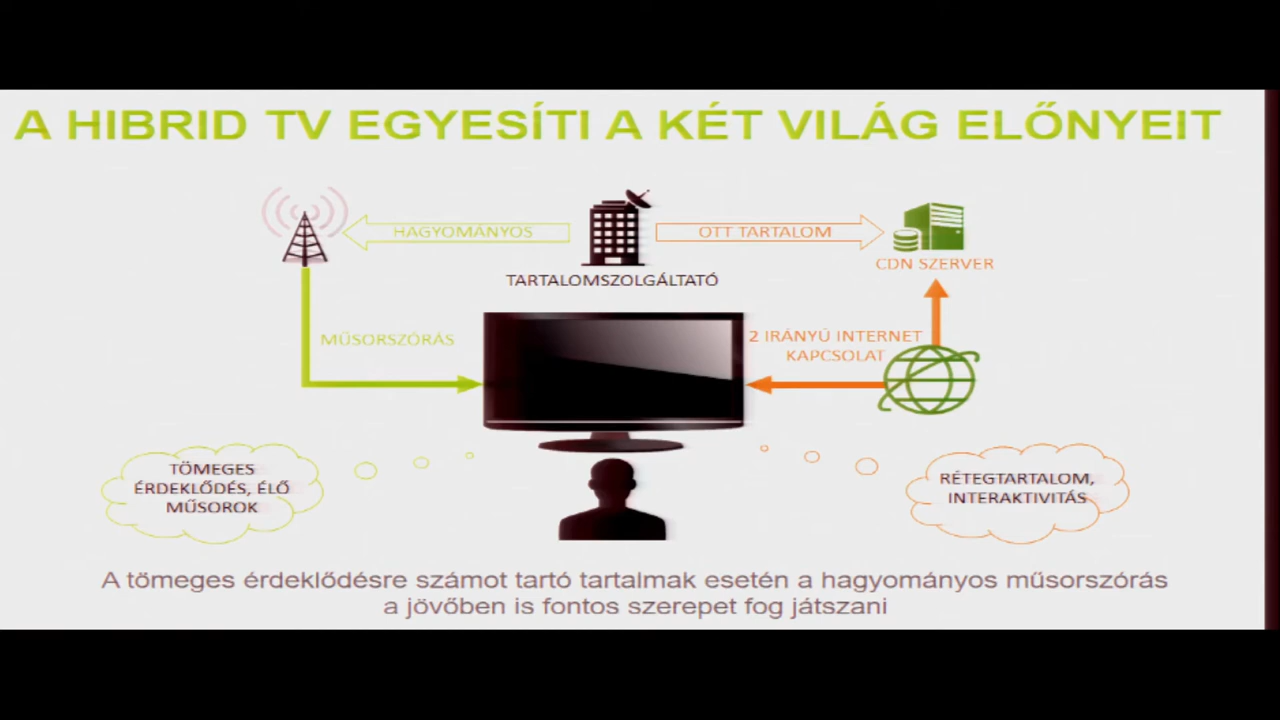 A HIBRID TV EGYESÍTI A KÉT VILÁG ELŐNYEIT
HAGYOMÁNYOS
OTT TARTALOM
CDN SZERVER
TARTALOMSZOLGÁLTATÓ
MŰSORSZÓRÁS
2 IRÁNYÚ INTERNET
KAPCSOLAT
TÖMEGES
ÉRDEKLŐDÉS, ÉLŐ
MŰSOROK
RÉTEGTARTALOM,
INTERAKTIVITÁS
A tömeges érdeklődésre számot tartó tartalmak esetén a hagyományos műsorszórás
a jövőben is fontos szerepet fog játszani